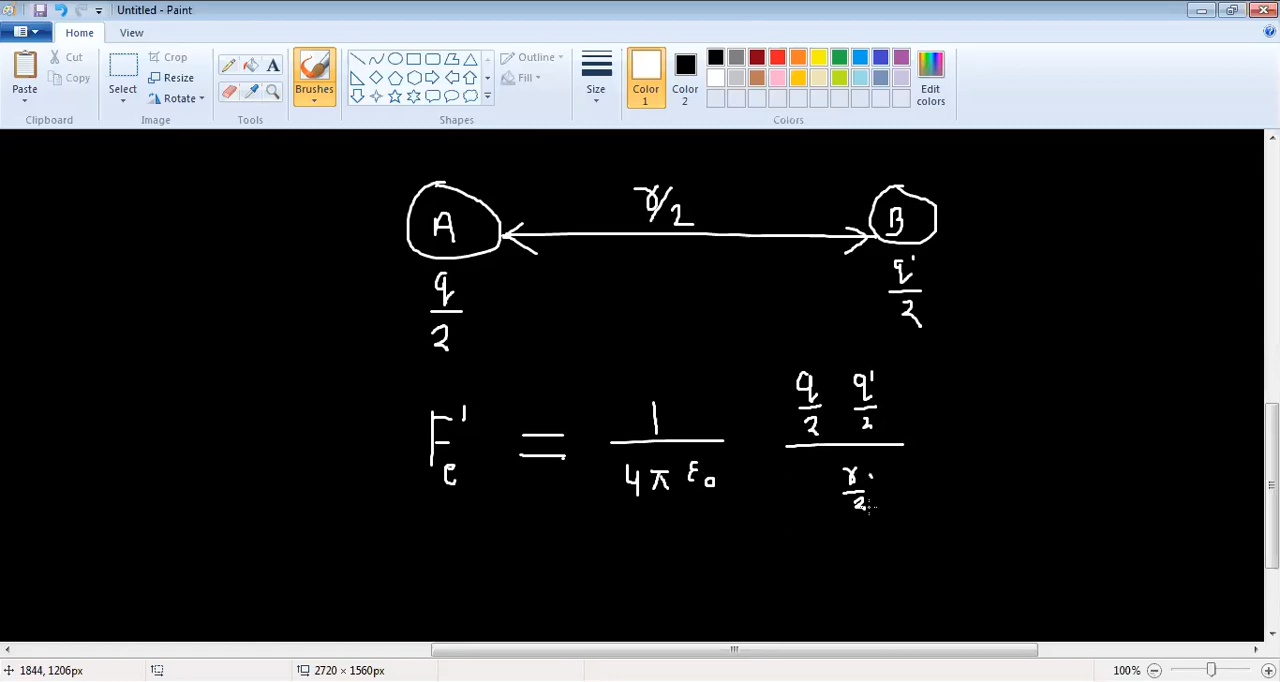 Untitled - Paint
Home View
Cut
Copy
Paste
Clipboard
Crop
Resize
Rotate
Select
Image
Tools
Brushes
Outline
Fill
Shapes
Size
Color 1
Color 2
Edit colors
Colors
A r/2 B
q/2 q'/2
F'e = 1/4πε0 q/2 q'/2 / r/2
1844, 1206px 2720 × 1560px 100%